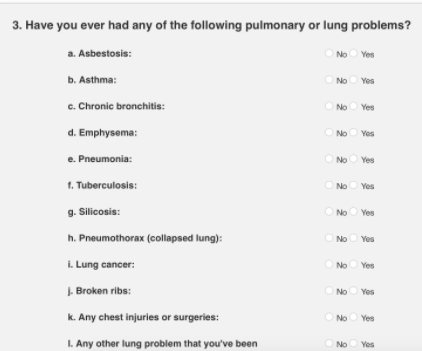 3. Have you ever had any of the following pulmonary or lung problems?
a. Asbestosis: No Yes
b. Asthma: No Yes
c. Chronic bronchitis: No Yes
d. Emphysema: No Yes
e. Pneumonia: No Yes
f. Tuberculosis: No Yes
g. Silicosis: No Yes
h. Pneumothorax (collapsed lung): No Yes
i. Lung cancer: No Yes
j. Broken ribs: No Yes
k. Any chest injuries or surgeries: No Yes
l. Any other lung problem that you've been No Yes